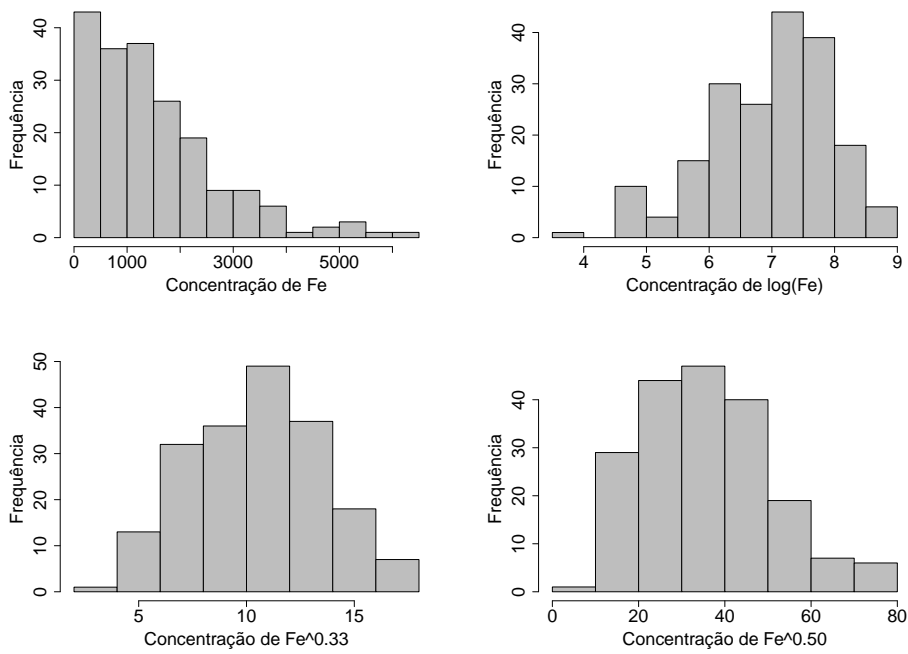 Frequência
0 10 20 30 40
0 1000 3000 5000
Concentração de Fe
Frequência
0 10 20 30 40
4 5 6 7 8 9
Concentração de log(Fe)
Frequência
0 10 20 30 40 50
5 10 15
Concentração de Fe^0.33
Frequência
0 10 20 30 40
0 20 40 60 80
Concentração de Fe^0.50